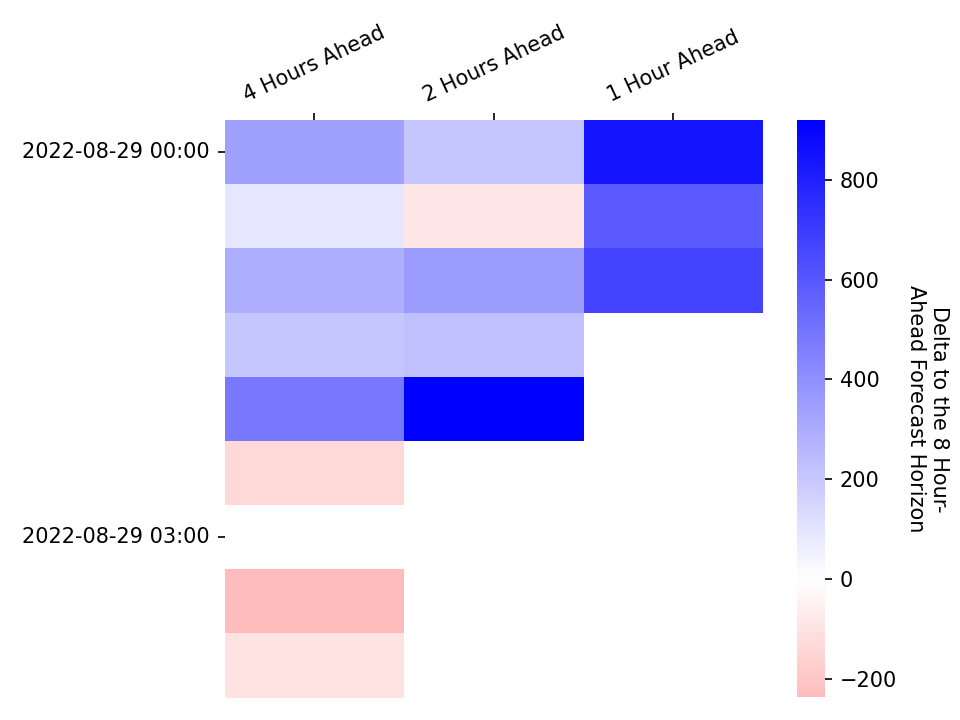 4 Hours Ahead
2 Hours Ahead
1 Hour Ahead
2022-08-29 00:00
2022-08-29 03:00
800
600
400
200
0
−200
Delta to the 8 Hour-
Ahead Forecast Horizon